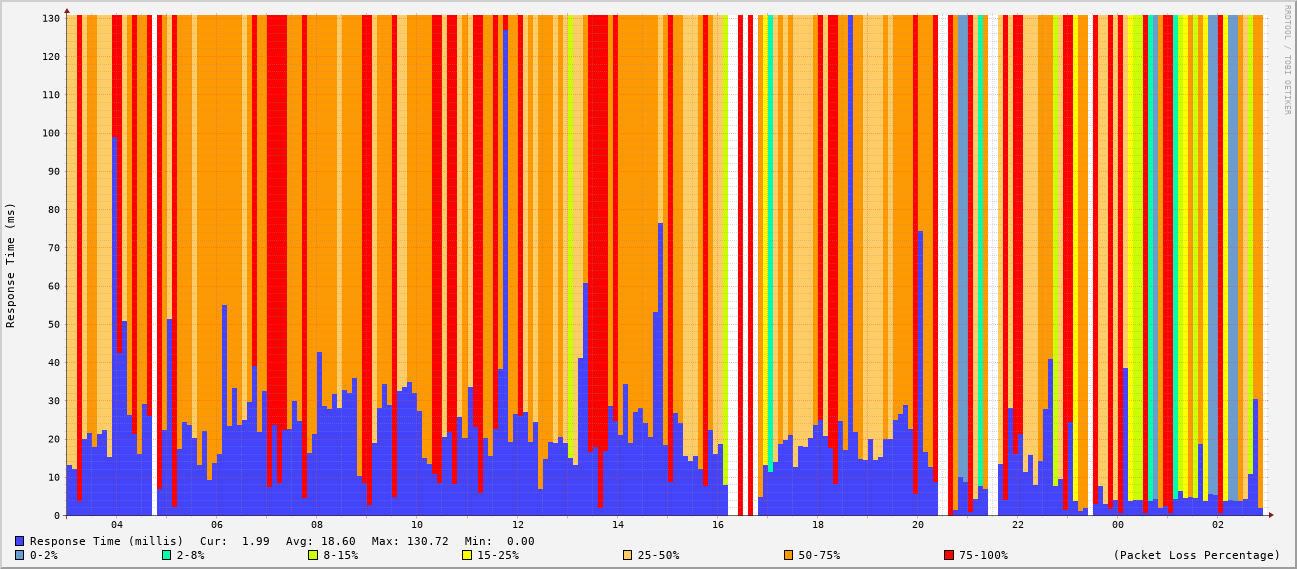 RRDTOOL / TOBI OETIKER
Response Time (ms)
130
120
110
100
90
80
70
60
50
40
30
20
10
0
04 06 08 10 12 14 16 18 20 22 00 02
Response Time (millis) Cur: 1.99 Avg: 18.60 Max: 130.72 Min: 0.00
0-2% 2-8% 8-15% 15-25% 25-50% 50-75% 75-100% (Packet Loss Percentage)